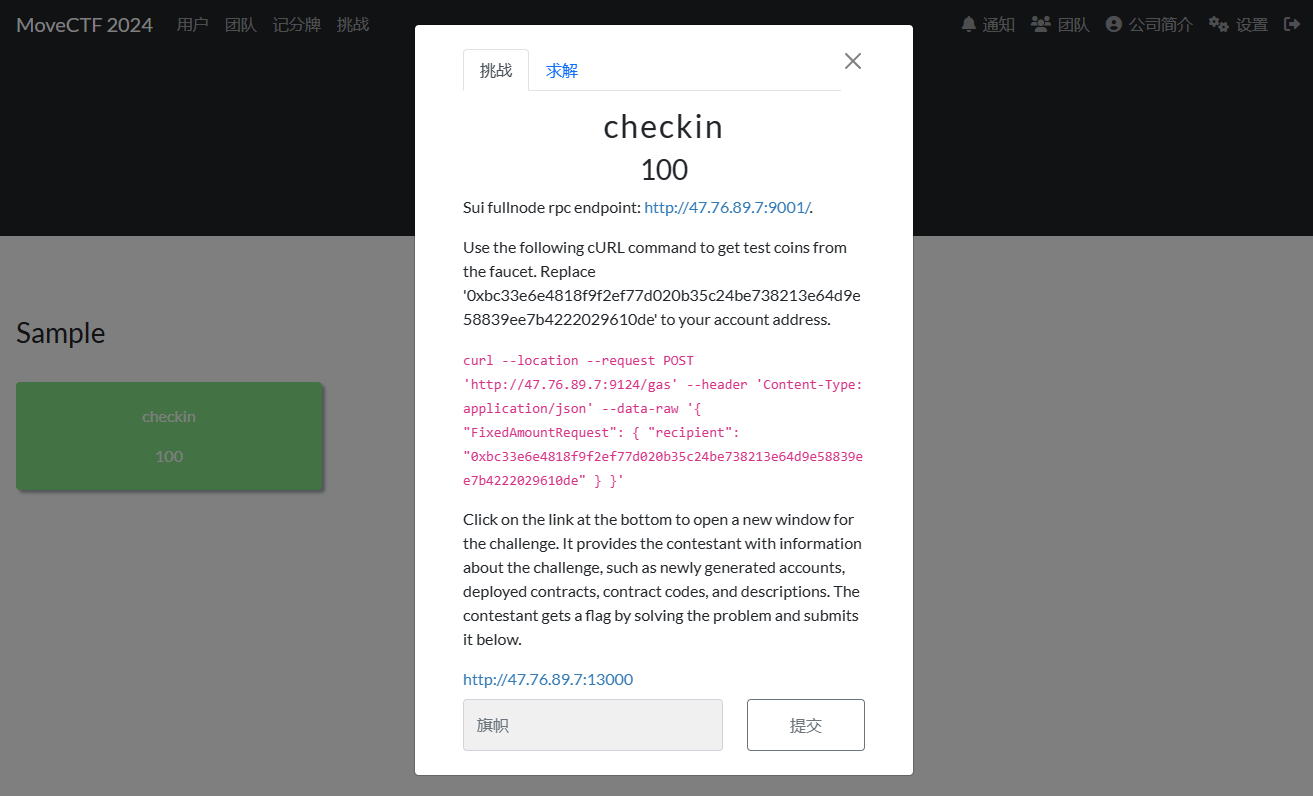 MoveCTF 2024 用户 团队 记分牌 挑战 通知 团队 公司简介 设置
挑战 求解
checkin
100
Sui fullnode rpc endpoint: http://47.76.89.7:9001/.
Use the following cURL command to get test coins from
the faucet. Replace
'0xbc33e6e4818f9f2ef77d020b35c24be738213e64d9e
58839ee7b4222029610de' to your account address.
curl --location --request POST
'http://47.76.89.7:9124/gas' --header 'Content-Type:
application/json' --data-raw '{
"FixedAmountRequest": { "recipient":
"0xbc33e6e4818f9f2ef77d020b35c24be738213e64d9e58839e
e7b4222029610de" } }'
Click on the link at the bottom to open a new window for
the challenge. It provides the contestant with information
about the challenge, such as newly generated accounts,
deployed contracts, contract codes, and descriptions. The
contestant gets a flag by solving the problem and submits
it below.
http://47.76.89.7:13000
旗帜 提交
Sample
checkin
100